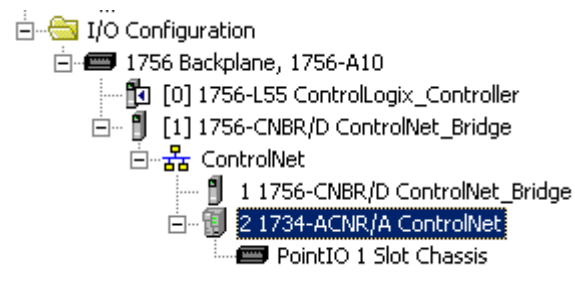 I/O Configuration
1756 Backplane, 1756-A10
[0] 1756-L55 ControlLogix_Controller
[1] 1756-CNBR/D ControlNet_Bridge
ControlNet
1 1756-CNBR/D ControlNet_Bridge
2 1734-ACNR/A ControlNet
PointIO 1 Slot Chassis